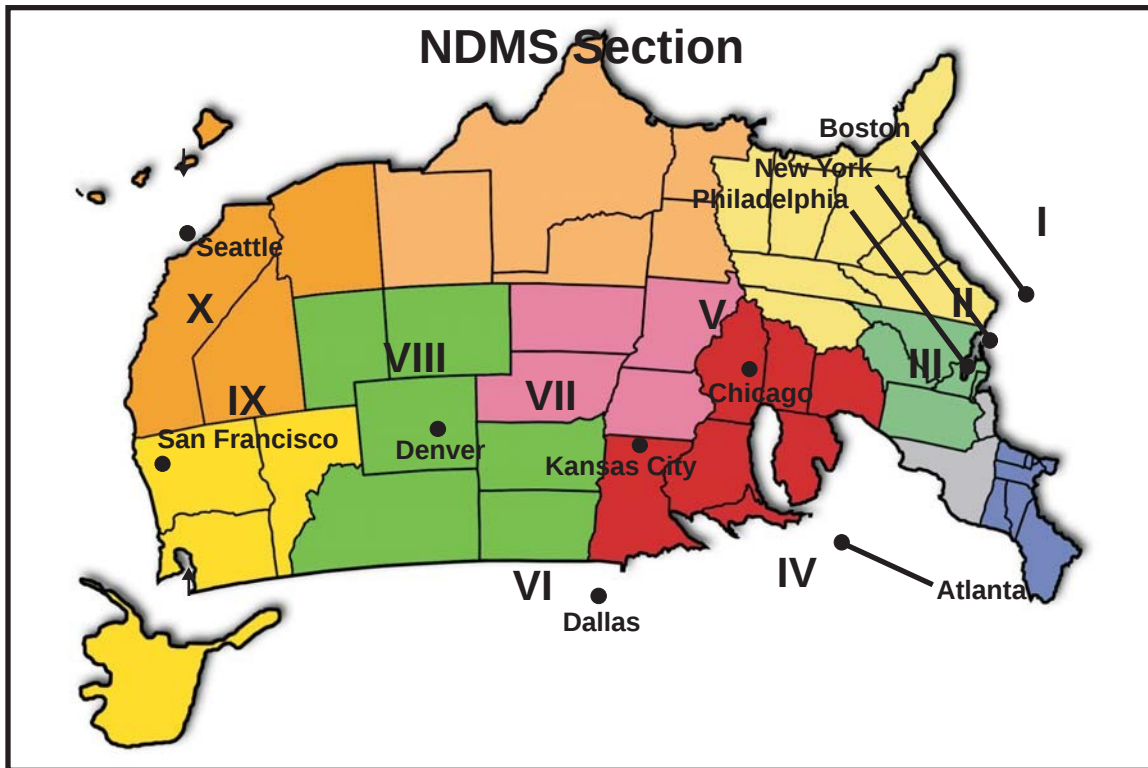 NDMS Section
Boston
New York
Philadelphia
I
Seattle
X
II
V
III
VIII
IX
VII
Chicago
San Francisco
Denver
Kansas City
IV
VI
Atlanta
Dallas